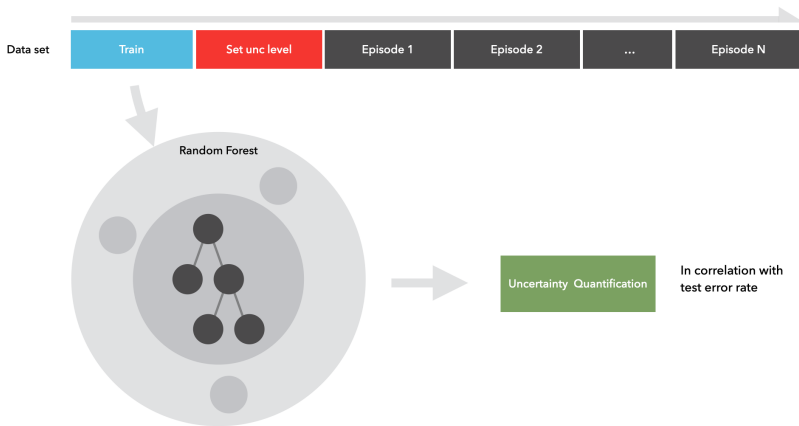 Data set
Train
Set unc level
Episode 1
Episode 2
...
Episode N
Random Forest
Uncertainty Quantification
In correlation with
test error rate